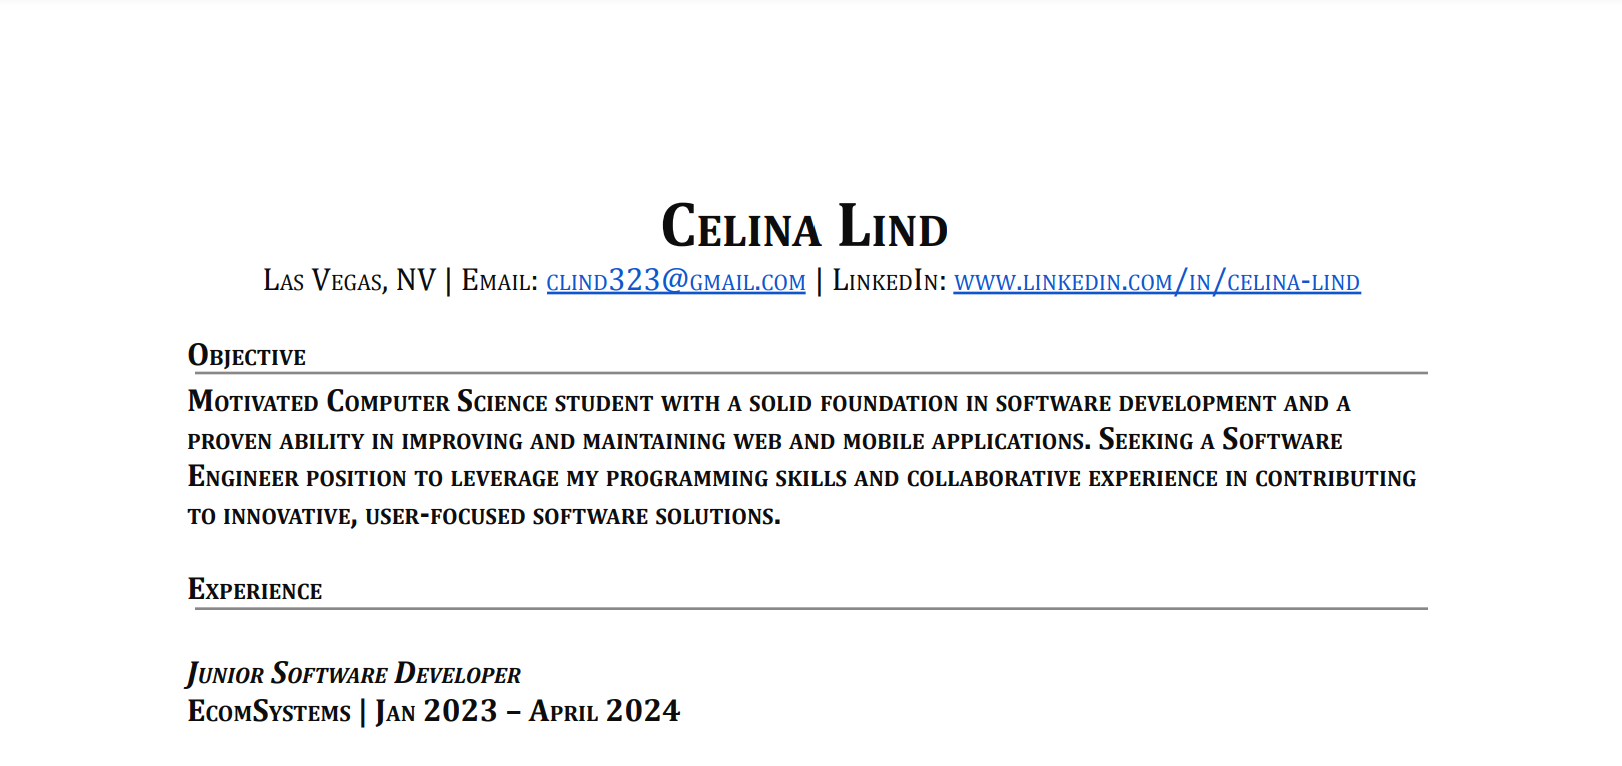 Celina Lind
Las Vegas, NV | Email: clind323@gmail.com | LinkedIn: www.linkedin.com/in/celina-lind
Objective
Motivated Computer Science student with a solid foundation in software development and a
proven ability in improving and maintaining web and mobile applications. Seeking a Software
Engineer position to leverage my programming skills and collaborative experience in contributing
to innovative, user-focused software solutions.
Experience
Junior Software Developer
EcomSystems | Jan 2023 – April 2024